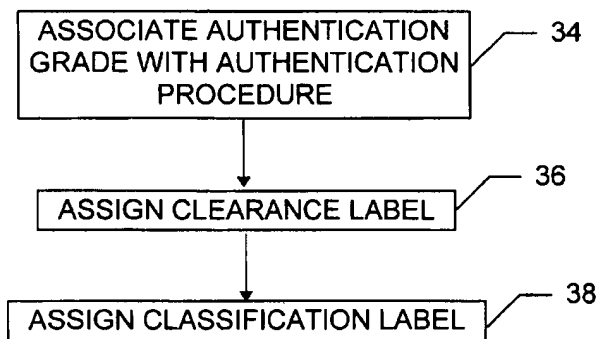 ASSOCIATE AUTHENTICATION
GRADE WITH AUTHENTICATION
PROCEDURE
34
ASSIGN CLEARANCE LABEL
36
ASSIGN CLASSIFICATION LABEL
38